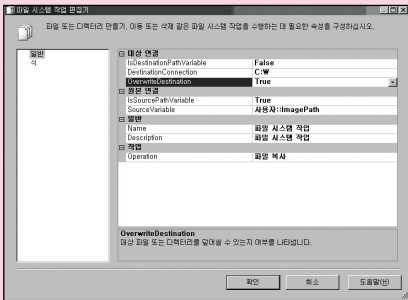 파일 시스템 작업 편집기
파일 또는 디렉터리 만들기, 이동 또는 삭제 같은 파일 시스템 작업을 수행하는 데 필요한 속성을 구성하십시오.
일반
식
대상 연결
IsDestinationPathVariable False
DestinationConnection C:\
OverwriteDestination True
원본 연결
IsSourcePathVariable True
SourceVariable 사용자::ImagePath
일반
Name 파일 시스템 작업
Description 파일 시스템 작업
작업
Operation 파일 복사
OverwriteDestination
대상 파일 또는 디렉터리를 덮어쓸 수 있는지 여부를 나타냅니다.
확인 취소 도움말(H)